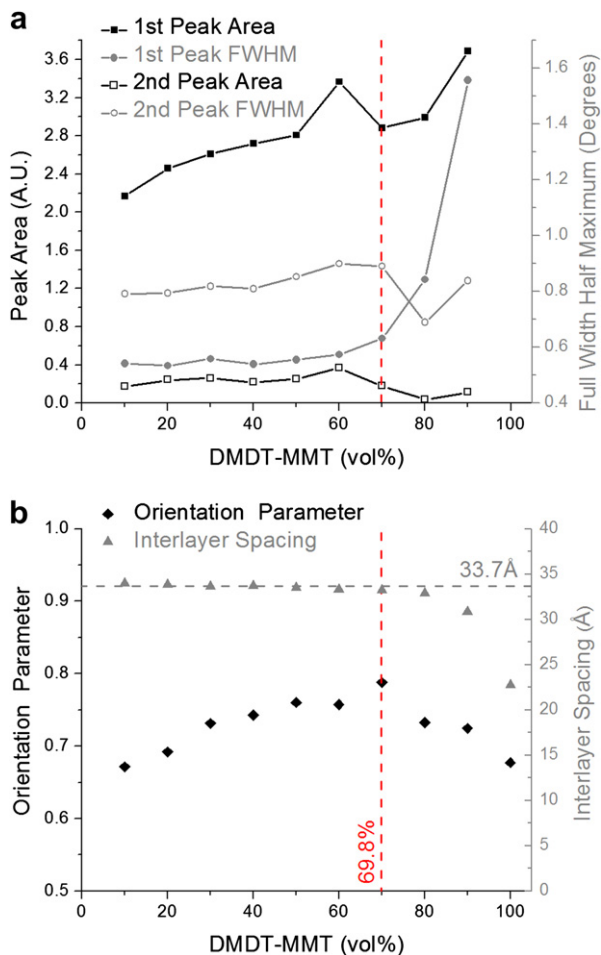 a
1st Peak Area
1st Peak FWHM
2nd Peak Area
2nd Peak FWHM
3.6
3.2
2.8
2.4
2.0
1.6
1.2
0.8
0.4
0.0
Peak Area (A.U.)
1.6
1.4
1.2
1.0
0.8
0.6
0.4
Full Width Half Maximum (Degrees)
0 20 40 60 80 100
DMDT-MMT (vol%)
b
Orientation Parameter
Interlayer Spacing
33.7Å
69.8%
1.0
0.9
0.8
0.7
0.6
0.5
Orientation Parameter
40
35
30
25
20
15
10
5
0
Interlayer Spacing (Å)
0 20 40 60 80 100
DMDT-MMT (vol%)